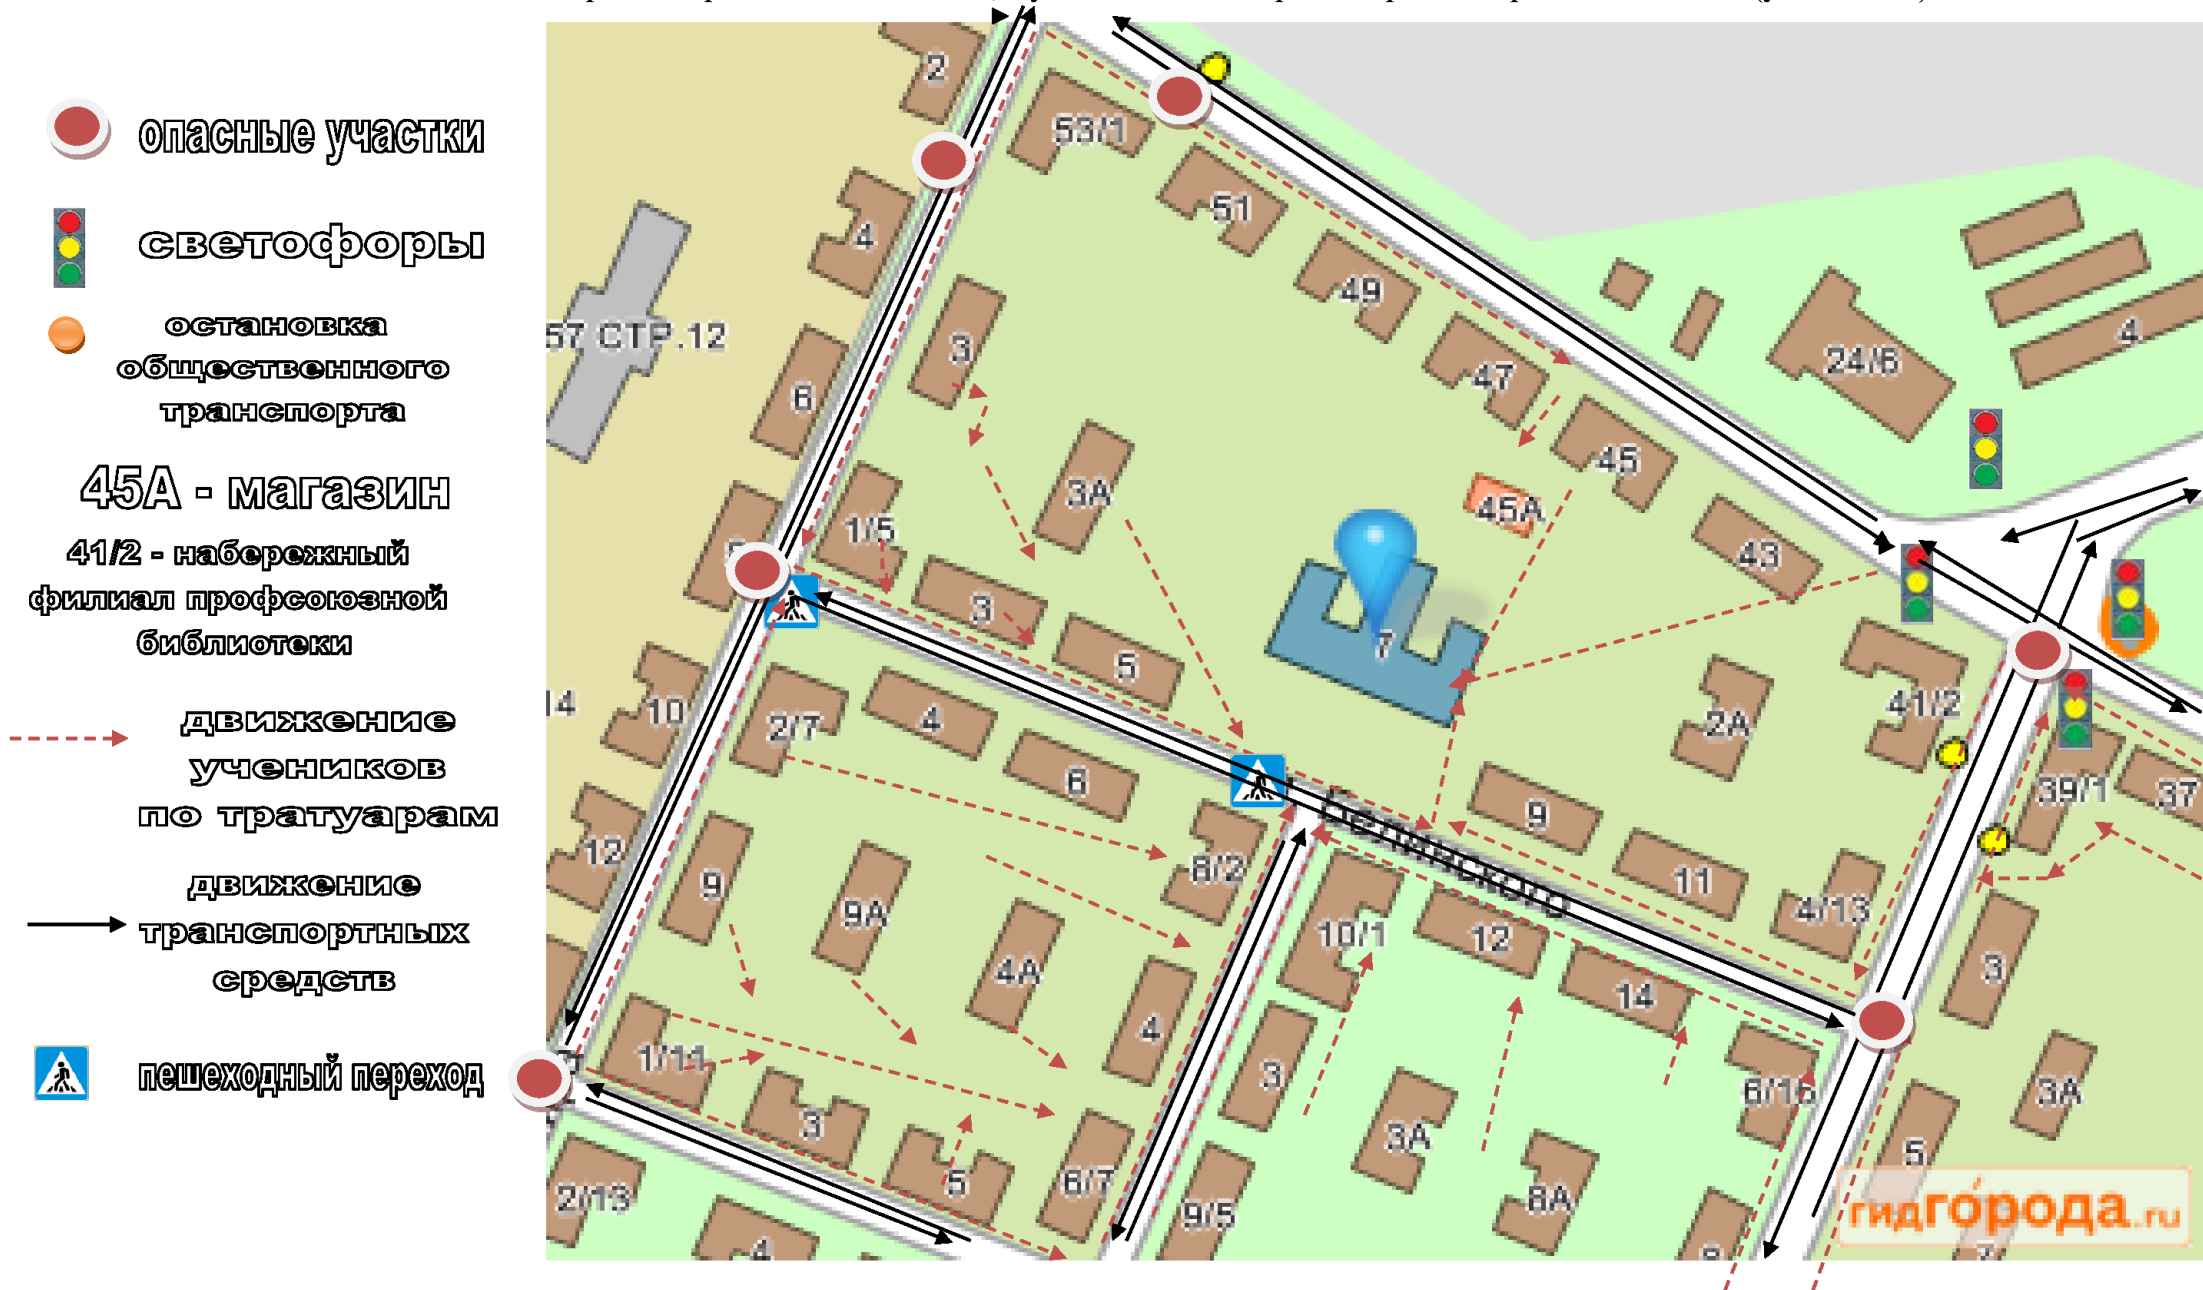 опасные участки
светофоры
остановка
общественного
транспорта
45А - магазин
41/2 - набережный
филиал профсоюзной
библиотеки
движение
учеников
по тратуарам
движение
транспортных
средств
пешеходный переход
2
53/1
51
4
49
57 СТР.12
3
6
47
24/6
4
45
3А
45А
1/5
43
3
5
7
14
10
2/7
4
2А
41/2
6
9
39/1
37
Белинского
12
9
9А
8/2
11
4/13
10/1
12
4А
14
3
4
1/11
3
6/16
3А
3
3А
5
5
6/7
8А
2/13
9/5
4
гидгорода.ru